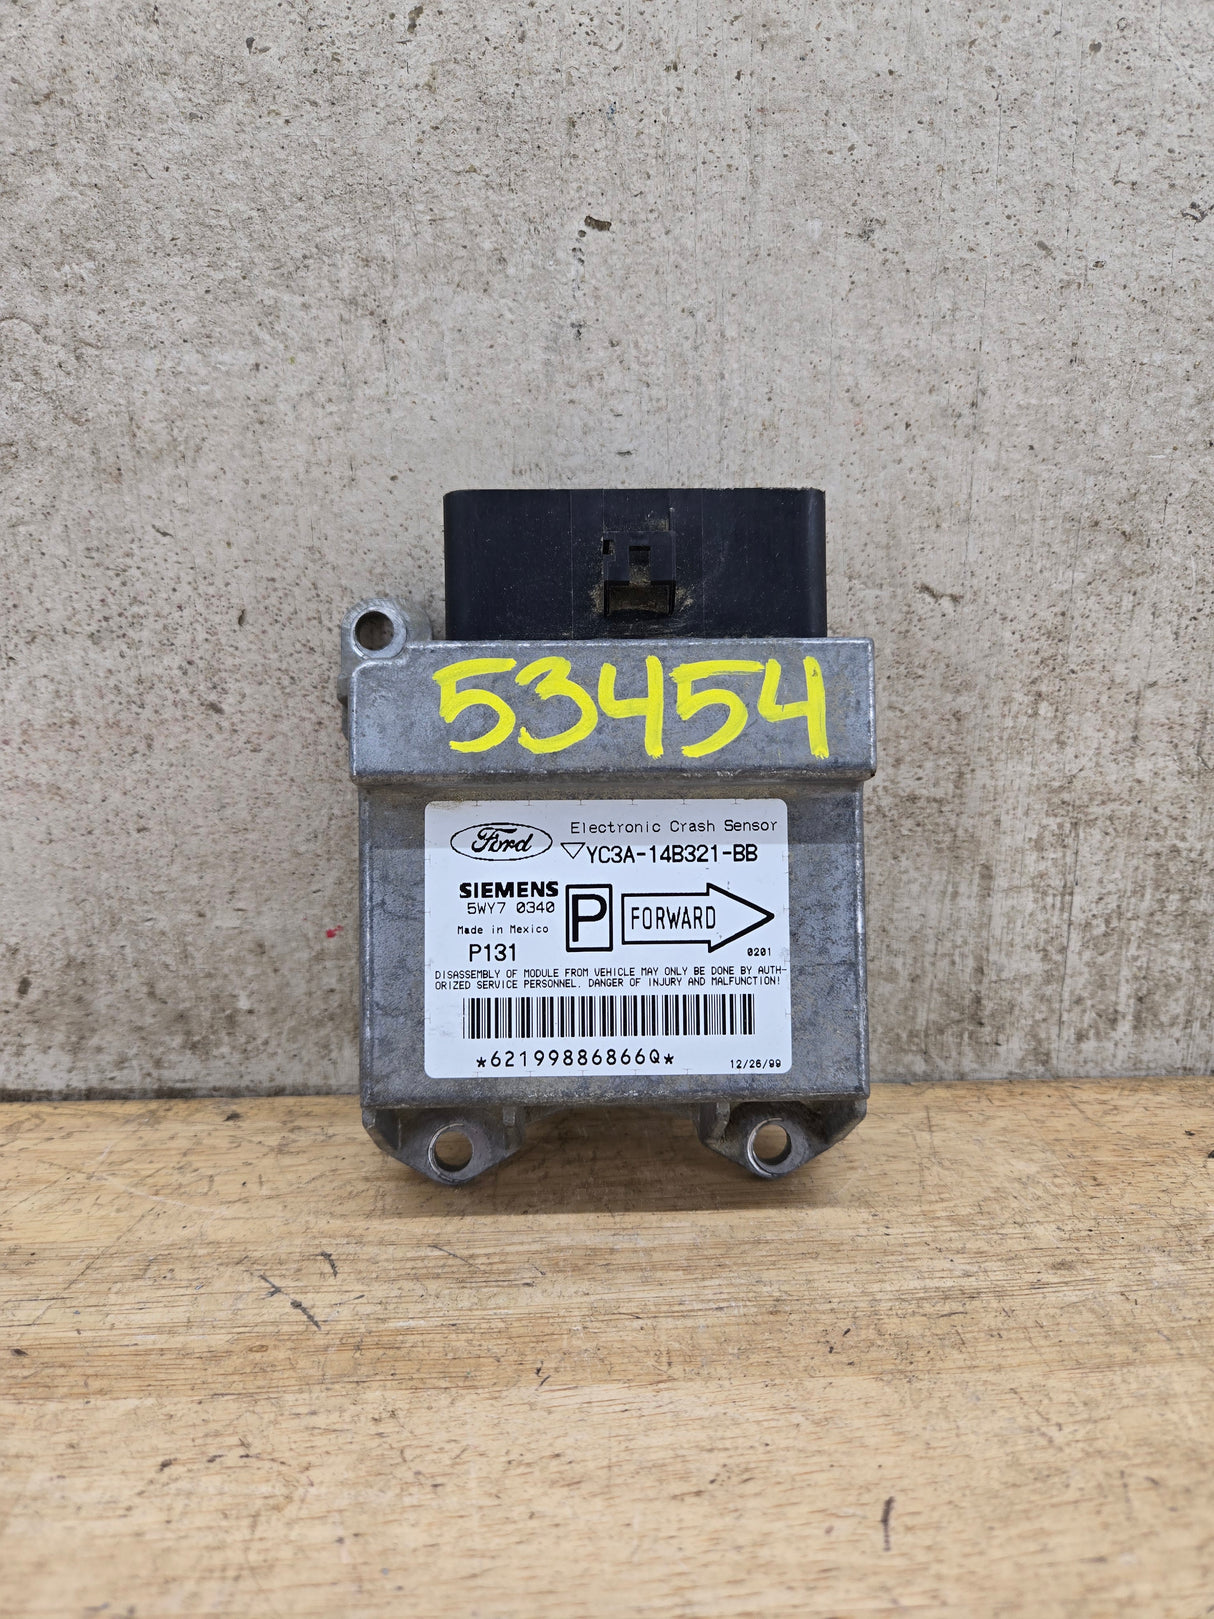 53454
Ford
Electronic Crash Sensor
YC3A-14B321-BB
SIEMENS
5WY7 0340
Made in Mexico
P131
P
FORWARD
0201
DISASSEMBLY OF MODULE FROM VEHICLE MAY ONLY BE DONE BY AUTH-
ORIZED SERVICE PERSONNEL. DANGER OF INJURY AND MALFUNCTION!
*62199886866Q*
12/26/99